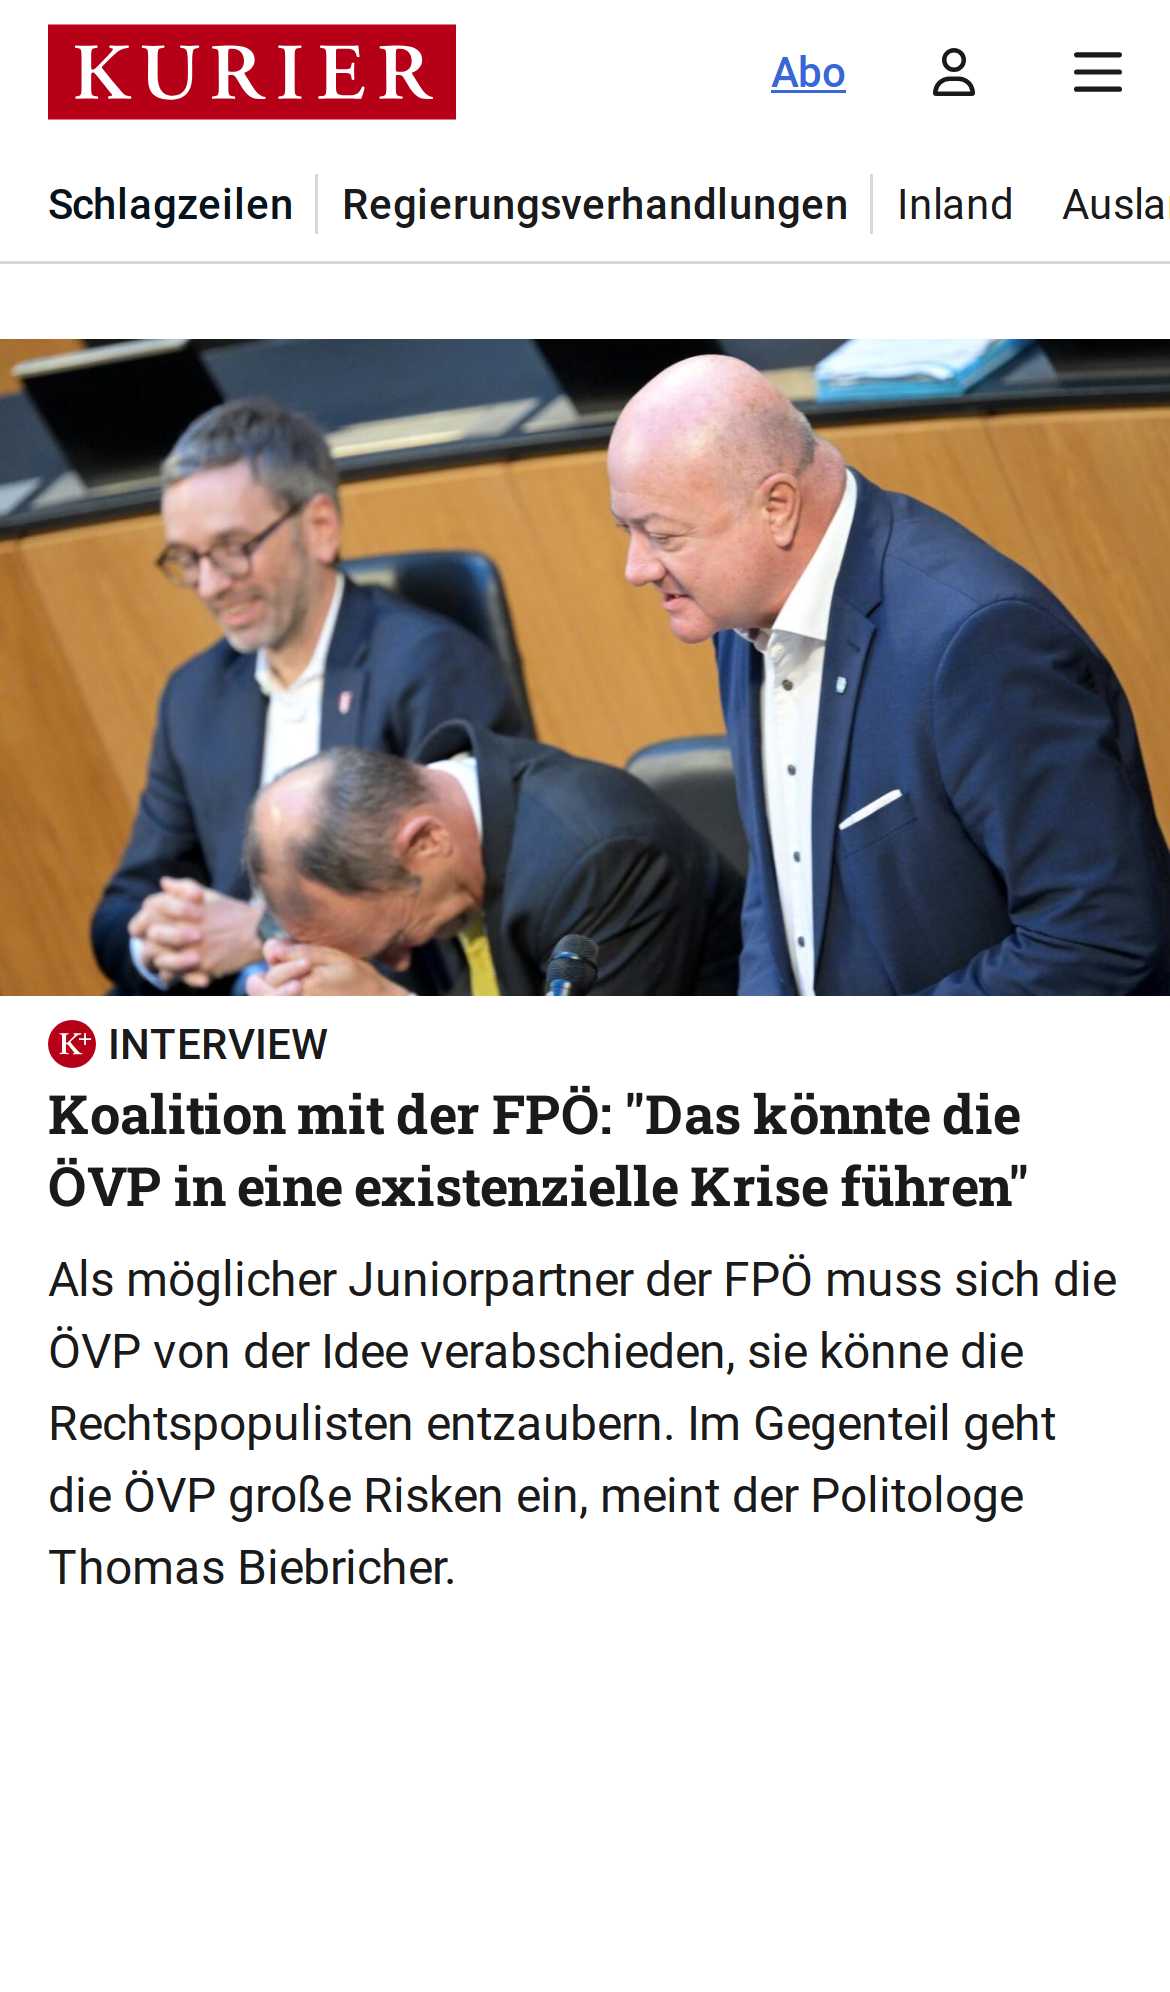 KURIER
Abo
Schlagzeilen
Regierungsverhandlungen
Inland
K+ INTERVIEW
Koalition mit der FPÖ: "Das könnte die
ÖVP in eine existenzielle Krise führen"
Als möglicher Juniorpartner der FPÖ muss sich die
ÖVP von der Idee verabschieden, sie könne die
Rechtspopulisten entzaubern. Im Gegenteil geht
die ÖVP große Risken ein, meint der Politologe
Thomas Biebricher.